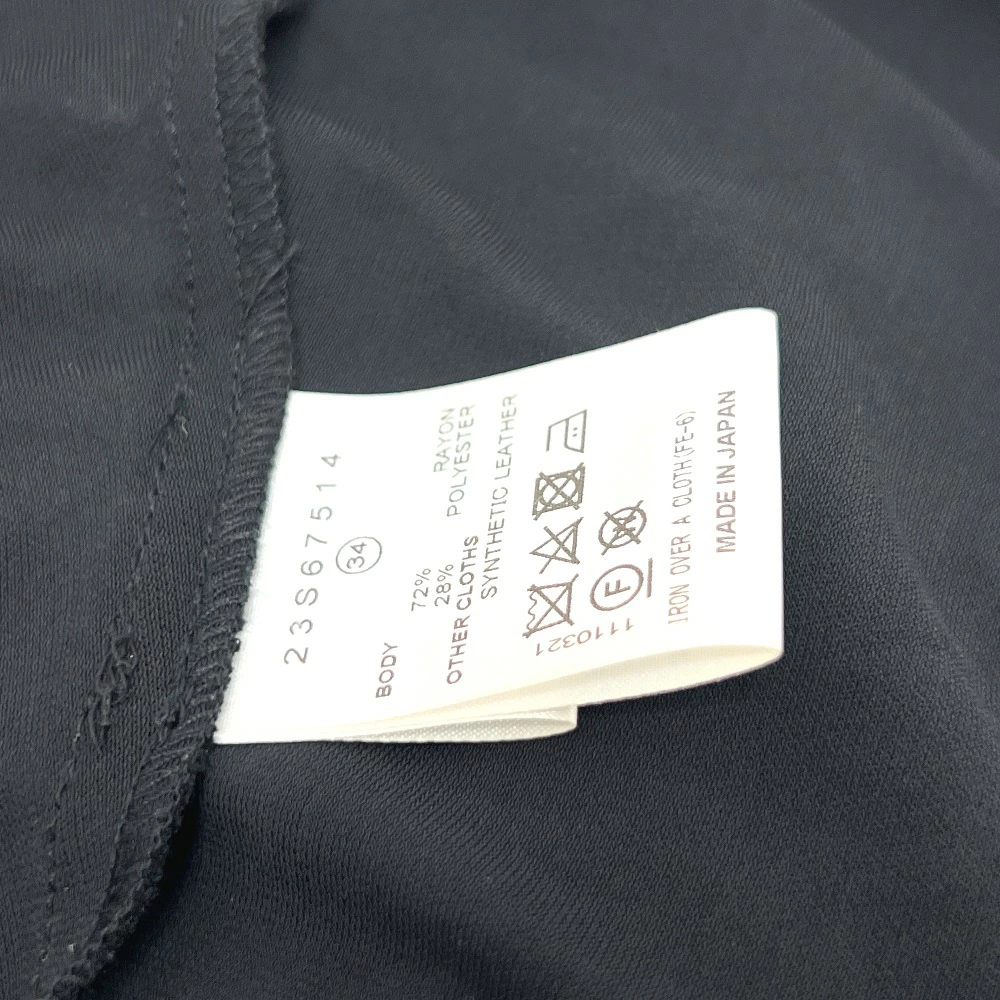 23S67514
34
BODY
72% RAYON
28% POLYESTER
OTHER CLOTHS
SYNTHETIC LEATHER
F
1110321
IRON OVER A CLOTH(FE-6)
MADE IN JAPAN